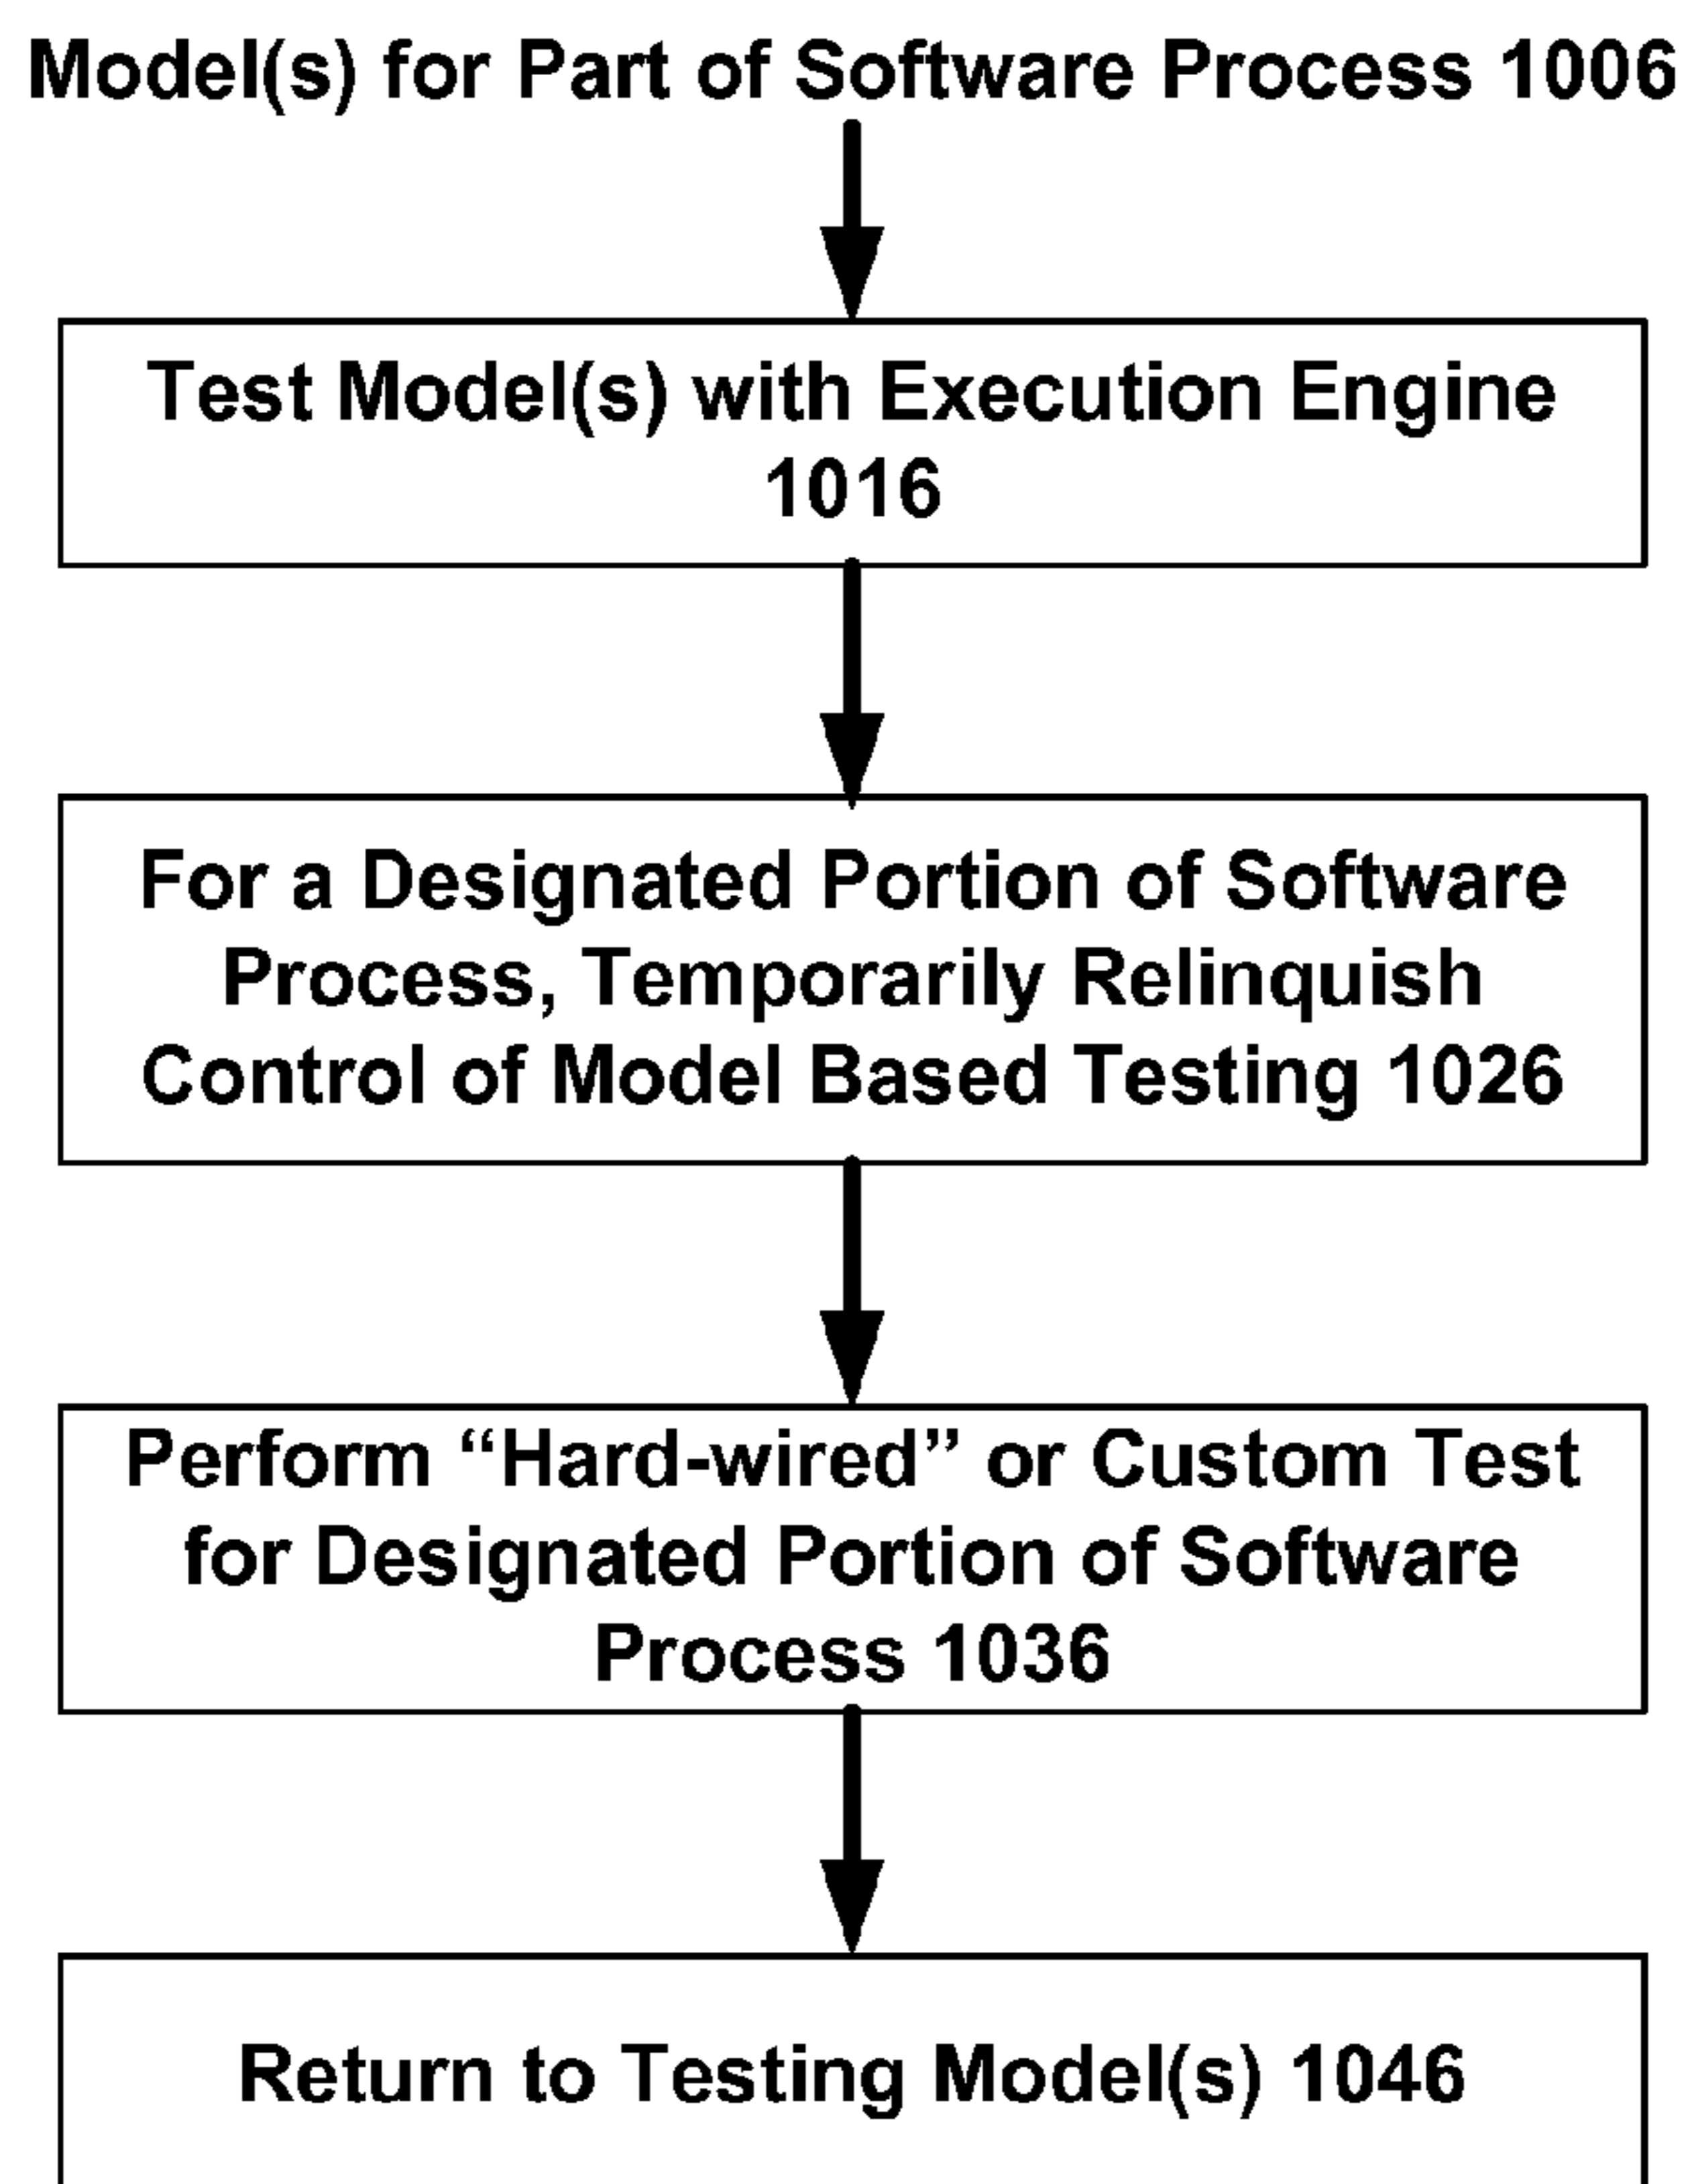 Model(s) for Part of Software Process 1006
Test Model(s) with Execution Engine
1016
For a Designated Portion of Software
Process, Temporarily Relinquish
Control of Model Based Testing 1026
Perform “Hard-wired” or Custom Test
for Designated Portion of Software
Process 1036
Return to Testing Model(s) 1046